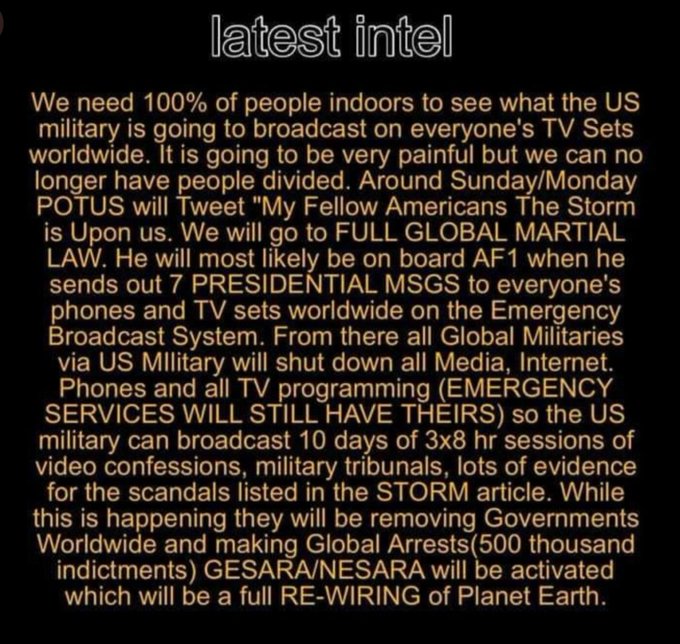 latest intel
We need 100% of people indoors to see what the US
military is going to broadcast on everyone's TV Sets
worldwide. It is going to be very painful but we can no
longer have people divided. Around Sunday/Monday
POTUS will Tweet "My Fellow Americans The Storm
is Upon us. We will go to FULL GLOBAL MARTIAL
LAW. He will most likely be on board AF1 when he
sends out 7 PRESIDENTIAL MSGS to everyone's
phones and TV sets worldwide on the Emergency
Broadcast System. From there all Global Militaries
via US MIlitary will shut down all Media, Internet.
Phones and all TV programming (EMERGENCY
SERVICES WILL STILL HAVE THEIRS) so the US
military can broadcast 10 days of 3x8 hr sessions of
video confessions, military tribunals, lots of evidence
for the scandals listed in the STORM article. While
this is happening they will be removing Governments
Worldwide and making Global Arrests(500 thousand
indictments) GESARA/NESARA will be activated
which will be a full RE-WIRING of Planet Earth.